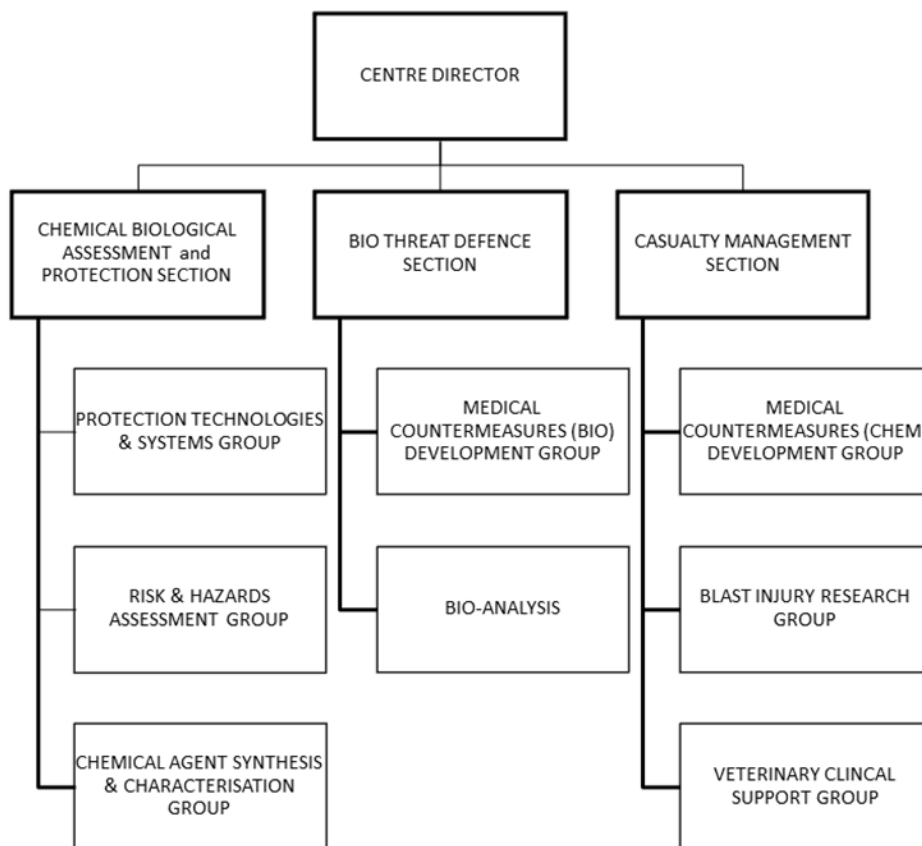 CENTRE DIRECTOR
CHEMICAL BIOLOGICAL
ASSESSMENT and
PROTECTION SECTION
BIO THREAT DEFENCE
SECTION
CASUALTY MANAGEMENT
SECTION
PROTECTION TECHNOLOGIES
& SYSTEMS GROUP
MEDICAL
COUNTERMEASURES (BIO)
DEVELOPMENT GROUP
MEDICAL
COUNTERMEASURES (CHEM
DEVELOPMENT GROUP
RISK & HAZARDS
ASSESSMENT GROUP
BIO-ANALYSIS
BLAST INJURY RESEARCH
GROUP
CHEMICAL AGENT SYNTHESIS
& CHARACTERISATION
GROUP
VETERINARY CLINCAL
SUPPORT GROUP